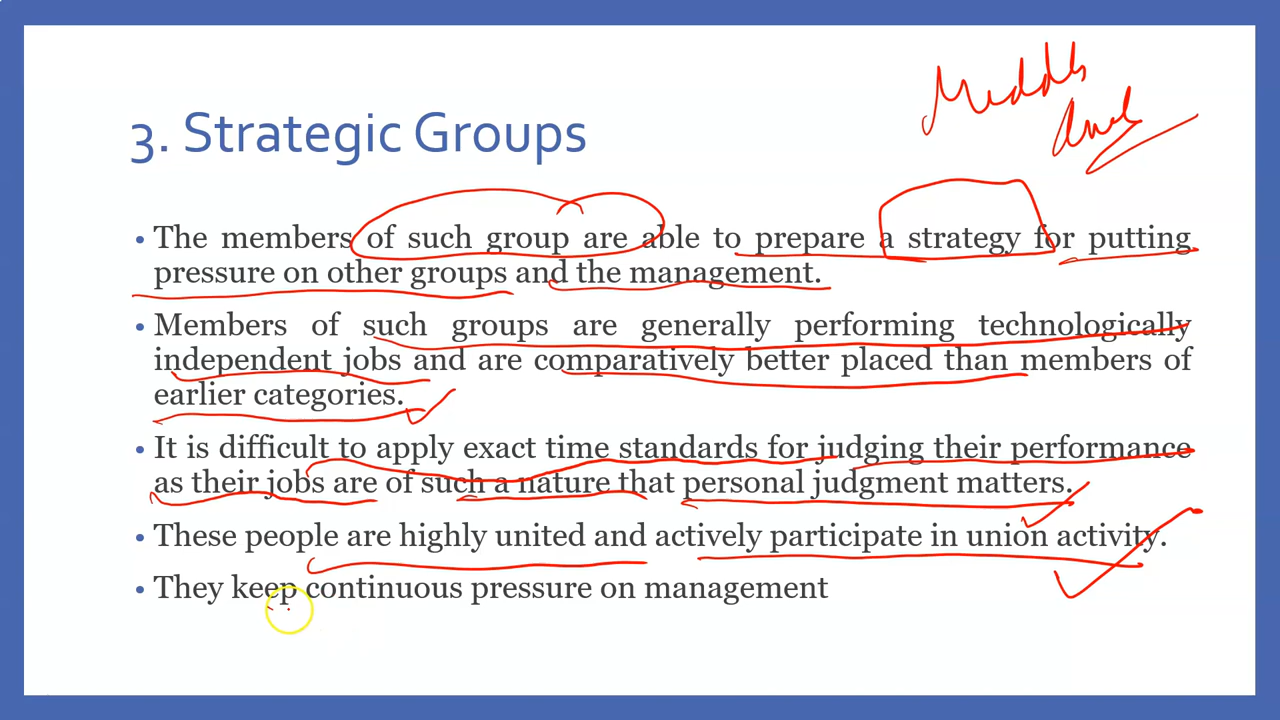 Middle
level
3. Strategic Groups
• The members of such group are able to prepare a strategy for putting
pressure on other groups and the management.
• Members of such groups are generally performing technologically
independent jobs and are comparatively better placed than members of
earlier categories.
• It is difficult to apply exact time standards for judging their performance
as their jobs are of such a nature that personal judgment matters.
• These people are highly united and actively participate in union activity.
• They keep continuous pressure on management